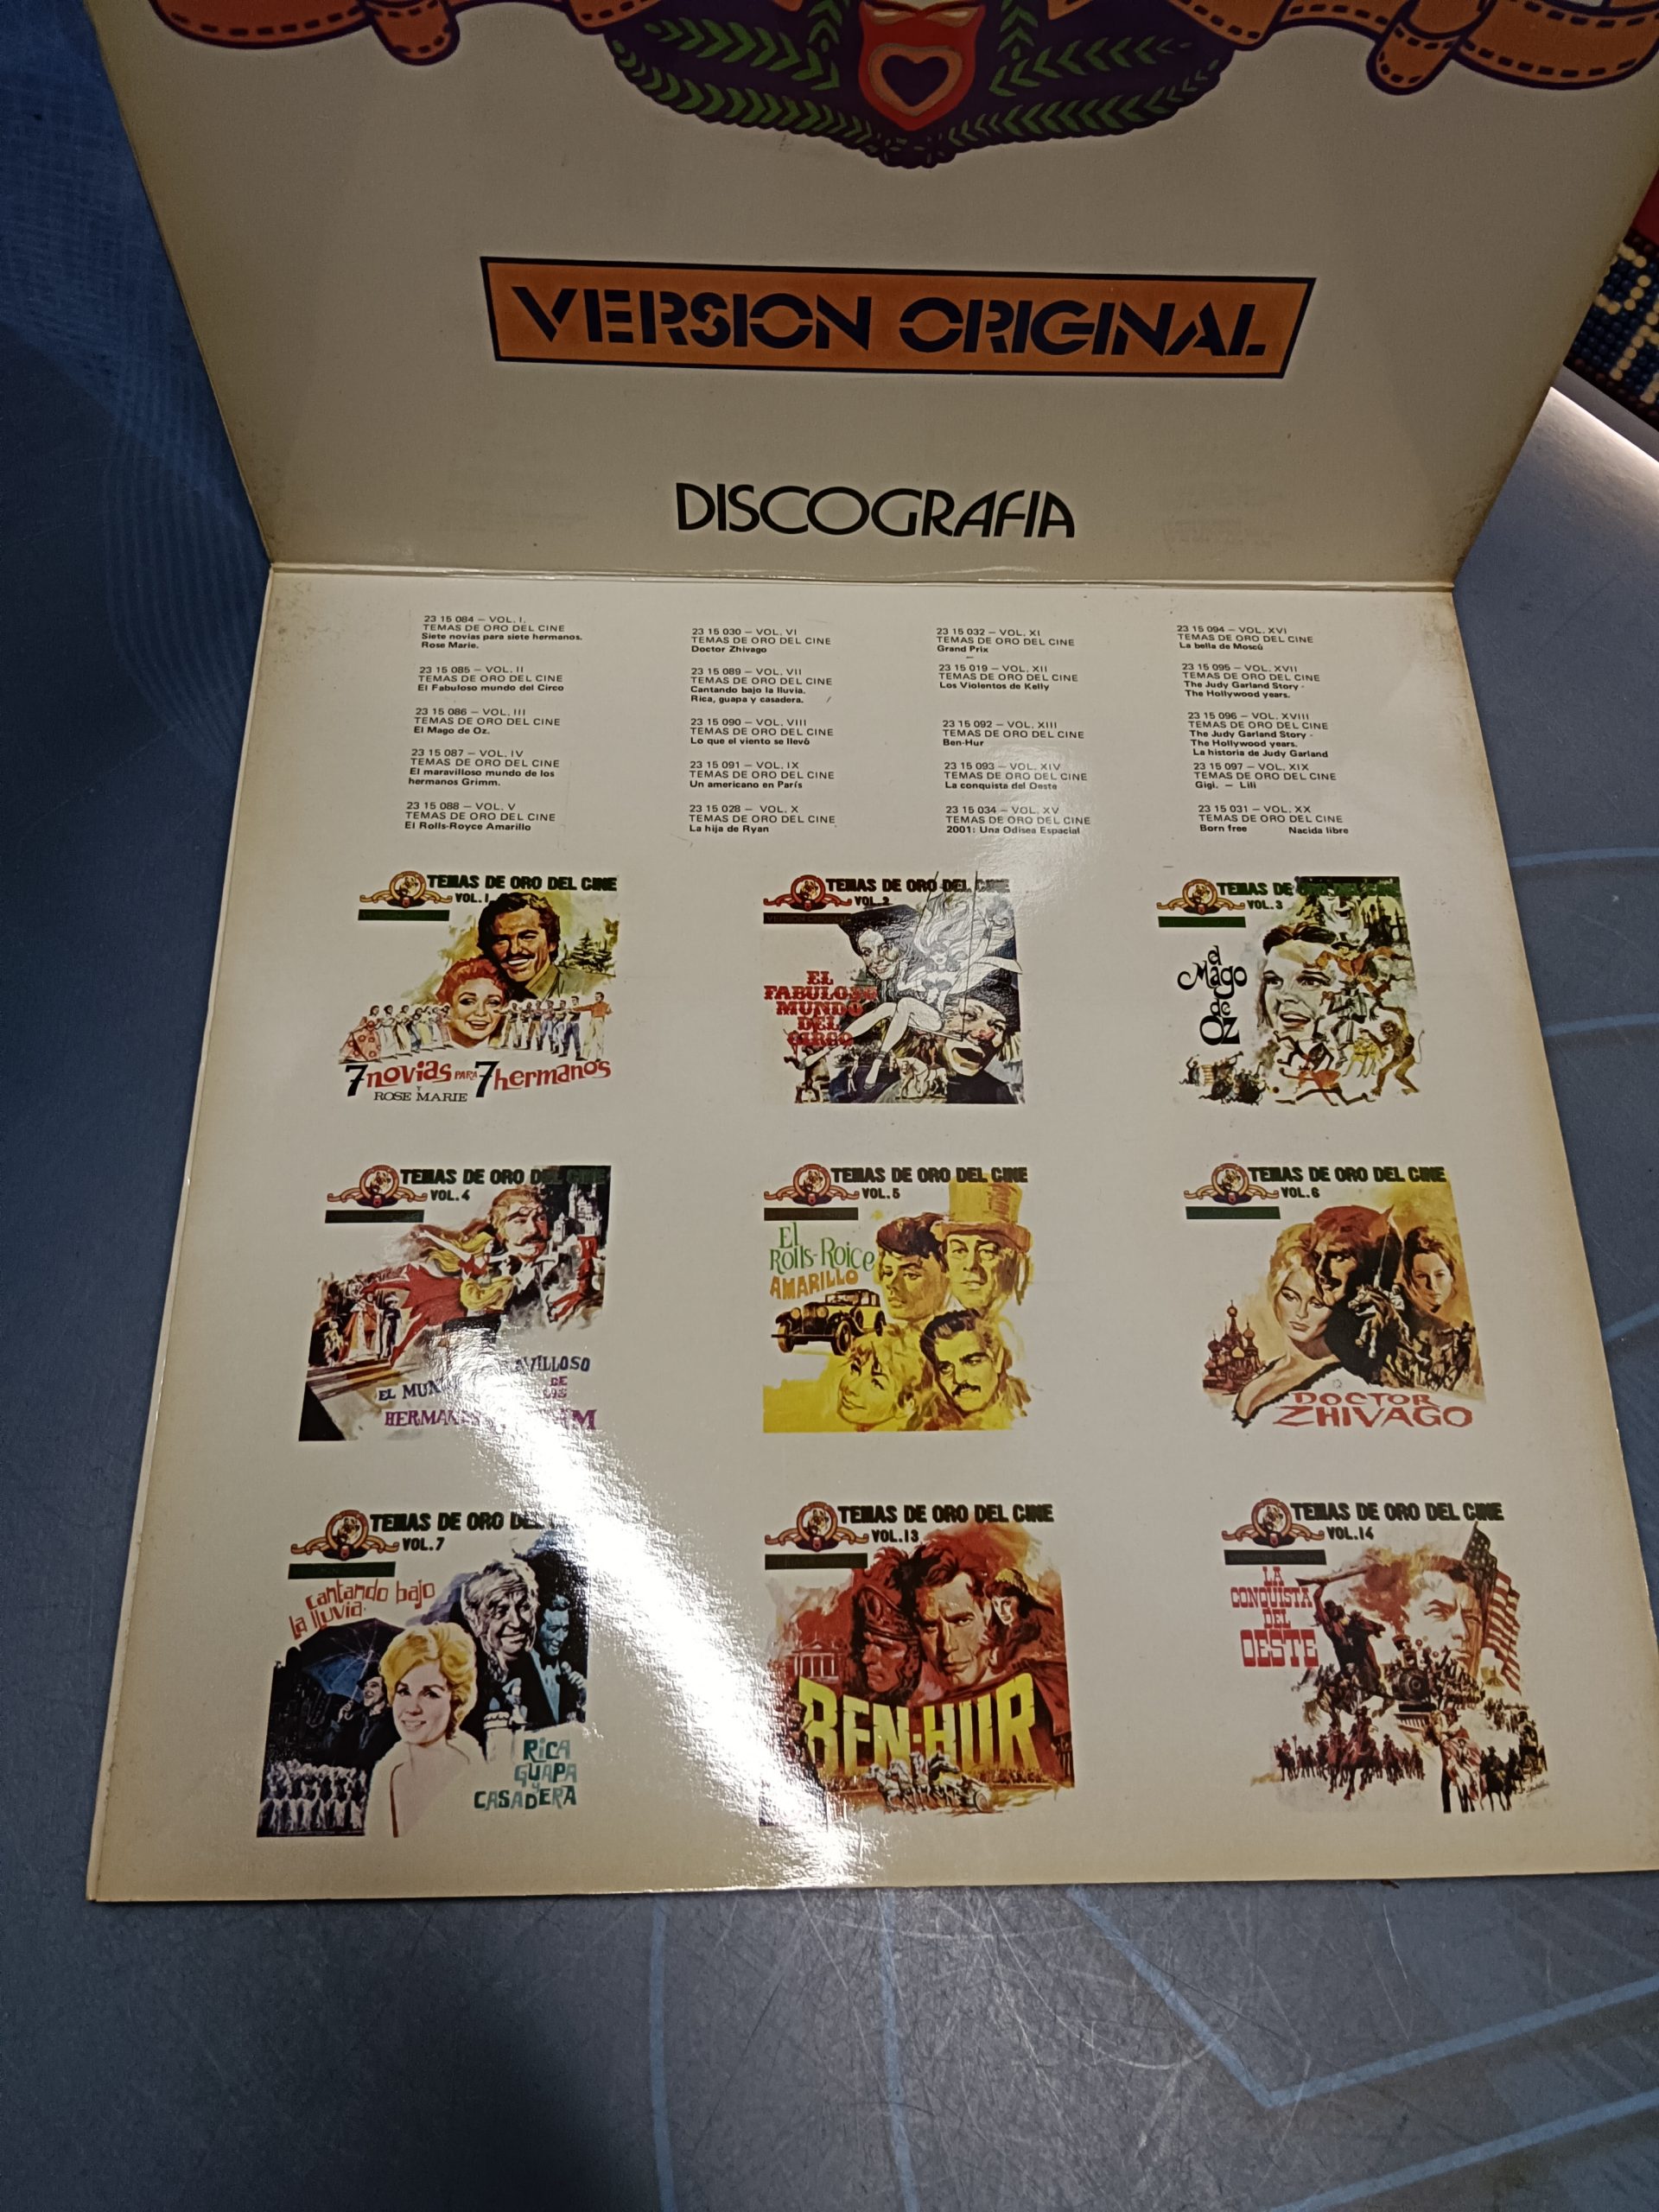 VERSION ORIGINAL
DISCOGRAFIA
23 15 084 — VOL. I.
TEMAS DE ORO DEL CINE
Siete novias para siete hermanos.
Rose Marie.
23 15 085 — VOL. II
TEMAS DE ORO DEL CINE
El Fabuloso mundo del Circo
23 15 086 — VOL. III
TEMAS DE ORO DEL CINE
El Mago de Oz.
23 15 087 — VOL. IV
TEMAS DE ORO DEL CINE
El maravilloso mundo de los
hermanos Grimm.
23 15 088 — VOL. V
TEMAS DE ORO DEL CINE
El Rolls-Royce Amarillo
23 15 030 — VOL. VI
TEMAS DE ORO DEL CINE
Doctor Zhivago
23 15 089 — VOL. VII
TEMAS DE ORO DEL CINE
Cantando bajo la lluvia.
Rica, guapa y casadera.
23 15 090 — VOL. VIII
TEMAS DE ORO DEL CINE
Lo que el viento se llevó
23 15 091 — VOL. IX
TEMAS DE ORO DEL CINE
Un americano en París
23 15 028 — VOL. X
TEMAS DE ORO DEL CINE
La hija de Ryan
23 15 032 — VOL. XI
TEMAS DE ORO DEL CINE
Grand Prix
23 15 019 — VOL. XII
TEMAS DE ORO DEL CINE
Los Violentos de Kelly
23 15 092 — VOL. XIII
TEMAS DE ORO DEL CINE
Ben-Hur
23 15 093 — VOL. XIV
TEMAS DE ORO DEL CINE
La conquista del Oeste
23 15 034 — VOL. XV
TEMAS DE ORO DEL CINE
2001: Una Odisea Espacial
23 15 094 — VOL. XVI
TEMAS DE ORO DEL CINE
La bella de Moscú
23 15 095 — VOL. XVII
TEMAS DE ORO DEL CINE
The Judy Garland Story -
The Hollywood years.
23 15 096 — VOL. XVIII
TEMAS DE ORO DEL CINE
The Judy Garland Story -
The Hollywood years.
La historia de Judy Garland
23 15 097 — VOL. XIX
TEMAS DE ORO DEL CINE
Gigi. — Lili
23 15 031 — VOL. XX
TEMAS DE ORO DEL CINE
Born free Nacida libre
TEMAS DE ORO DEL CINE
VOL. 1
7 novias PARA 7 hermanos
Y
ROSE MARIE
TEMAS DE ORO DEL CINE
VOL. 2
VERSION ORIGINAL
EL
FABULOSO
MUNDO
DEL
CIRCO
TEMAS DE ORO DEL CINE
VOL. 3
el
Mago
de
OZ
TEMAS DE ORO DEL CINE
VOL. 4
EL
DE
LOS
TEMAS DE ORO DEL CINE
VOL. 5
El
Rolls-Roice
AMARILLO
TEMAS DE ORO DEL CINE
VOL. 6
DOCTOR
ZHIVAGO
TEMAS DE ORO DEL
VOL. 7
cantando bajo
la lluvia.
RICA
GUAPA
Y
CASADERA
TEMAS DE ORO DEL CINE
VOL. 13
BEN-HUR
TEMAS DE ORO DEL CINE
VOL. 14
LA
CONQUISTA
DEL
OESTE